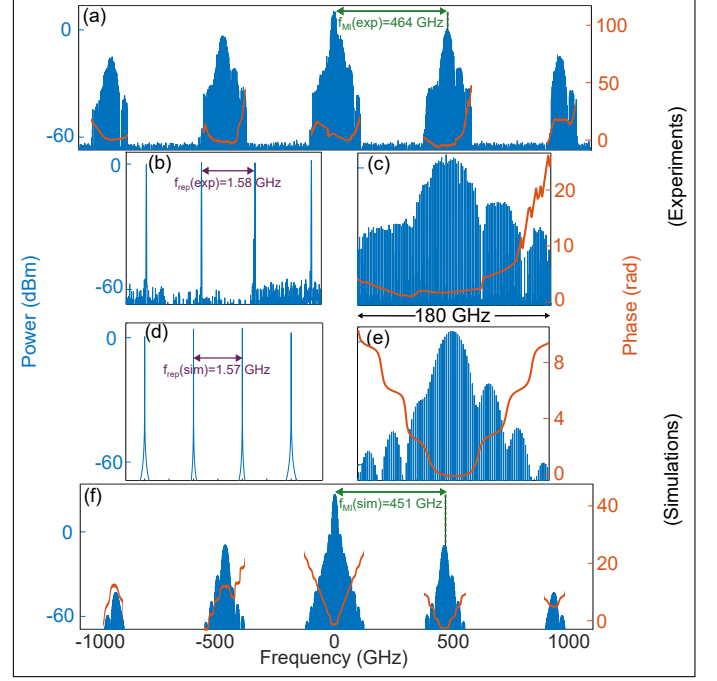 (a)
f_MI(exp)=464 GHz
0
-60
100
50
0
(b)
f_rep(exp)=1.58 GHz
0
-60
(c)
20
10
0
180 GHz
(d)
f_rep(sim)=1.57 GHz
0
-60
(e)
8
4
0
(f)
f_MI(sim)=451 GHz
0
-60
40
20
0
-1000
-500
0
500
1000
Frequency (GHz)
Power (dBm)
Phase (rad)
(Experiments)
(Simulations)